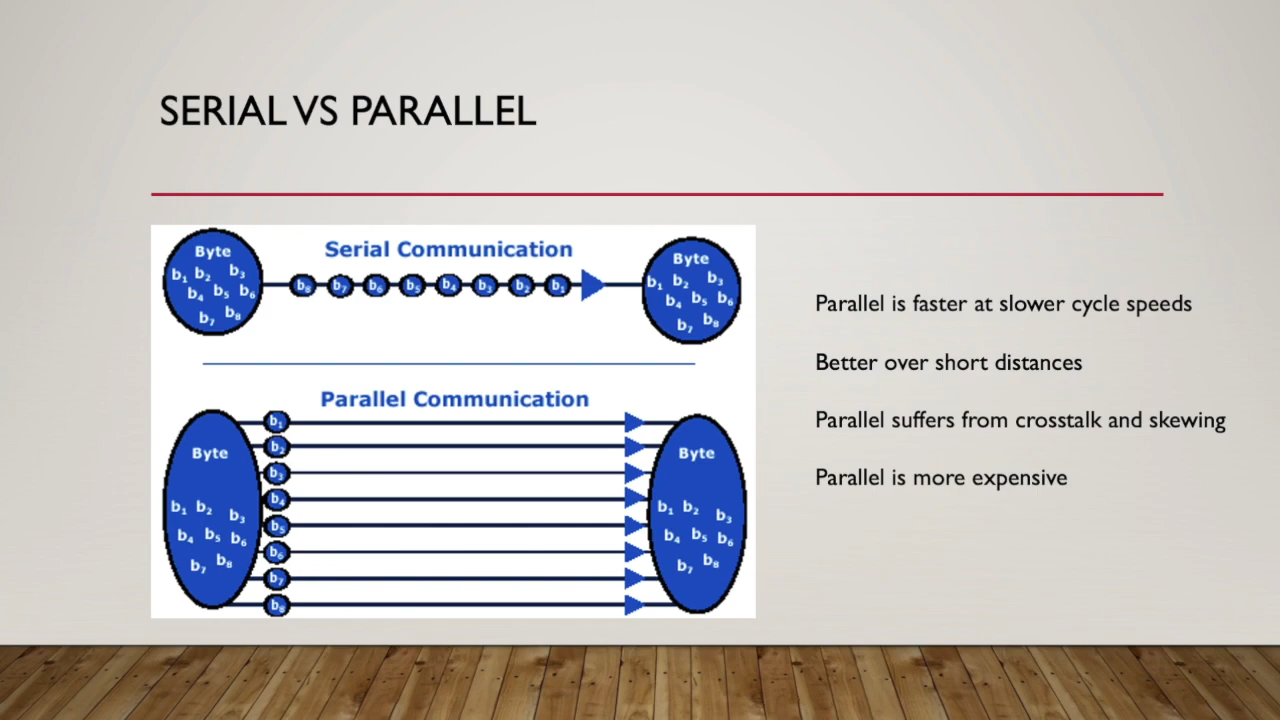 SERIAL VS PARALLEL
Serial Communication
Byte
b1 b2 b3
b4 b5 b6
b7 b8
b8 b7 b6 b5 b4 b3 b2 b1
Byte
b1 b2 b3
b4 b5 b6
b7 b8
Parallel Communication
Byte
b1 b2 b3
b4 b5 b6
b7 b8
b1
b2
b3
b4
b5
b6
b7
b8
Byte
b1 b2 b3
b4 b5 b6
b7 b8
Parallel is faster at slower cycle speeds
Better over short distances
Parallel suffers from crosstalk and skewing
Parallel is more expensive